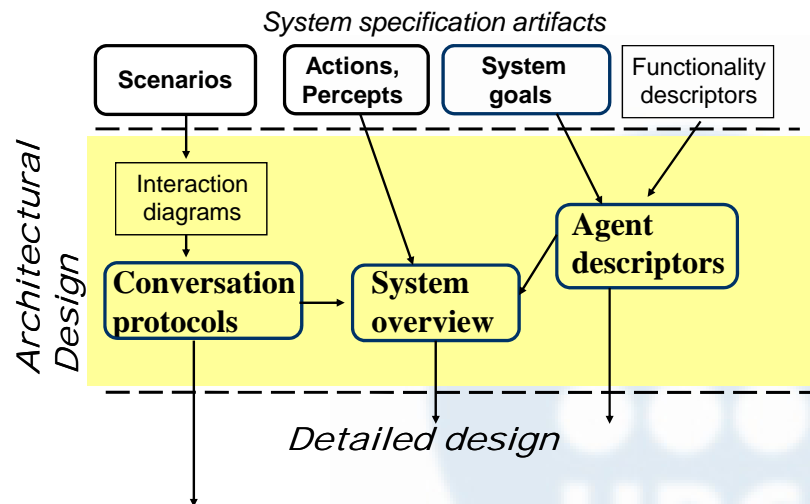 System specification artifacts
Scenarios
Actions,
Percepts
System
goals
Functionality
descriptors
Architectural
Design
Interaction
diagrams
Agent
descriptors
Conversation
protocols
System
overview
Detailed design